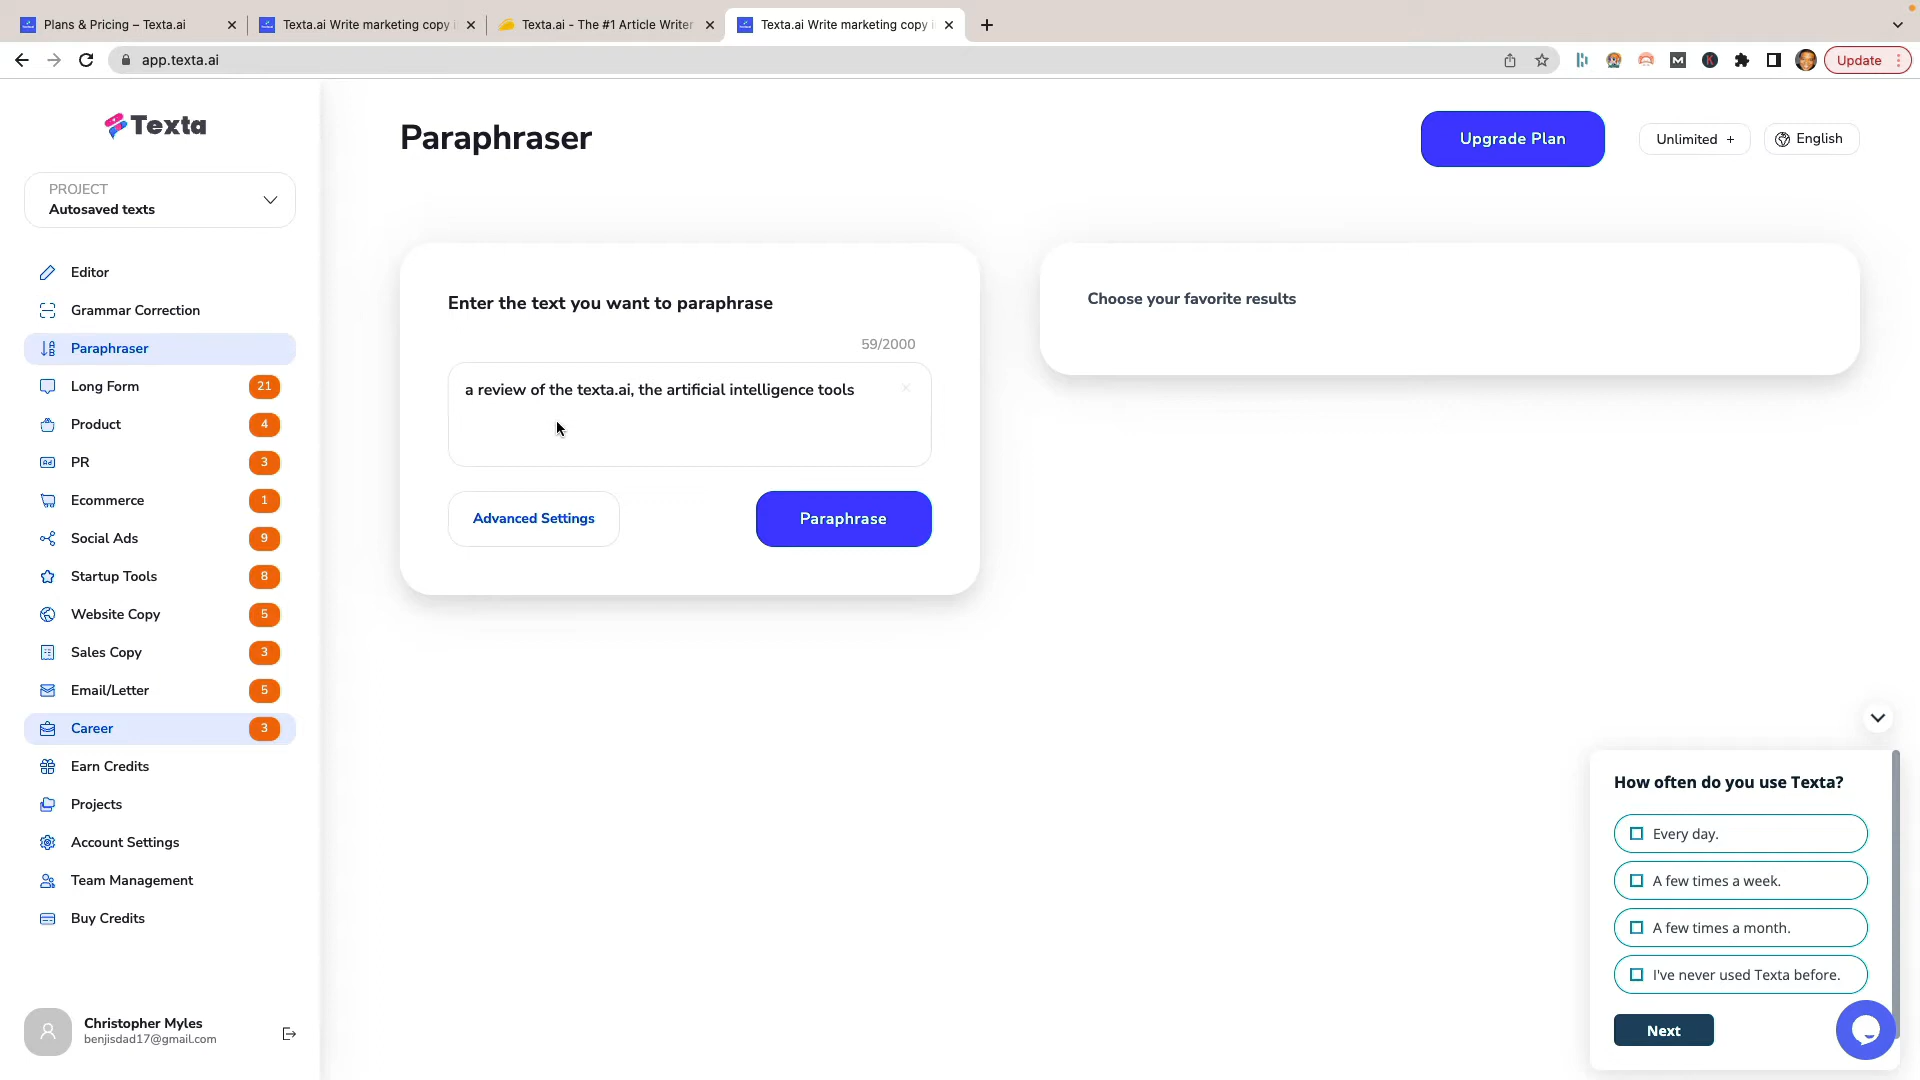 Plans & Pricing – Texta.ai
Texta.ai Write marketing copy i
Texta.ai - The #1 Article Writer
Texta.ai Write marketing copy i
app.texta.ai
Update
Texta
PROJECT
Autosaved texts
Editor
Grammar Correction
Paraphraser
Long Form 21
Product 4
PR 3
Ecommerce 1
Social Ads 9
Startup Tools 8
Website Copy 5
Sales Copy 3
Email/Letter 5
Career 3
Earn Credits
Projects
Account Settings
Team Management
Buy Credits
Christopher Myles
benjisdad17@gmail.com
Paraphraser
Upgrade Plan
Unlimited +
English
Enter the text you want to paraphrase
59/2000
a review of the texta.ai, the artificial intelligence tools
Advanced Settings
Paraphrase
Choose your favorite results
How often do you use Texta?
Every day.
A few times a week.
A few times a month.
I've never used Texta before.
Next